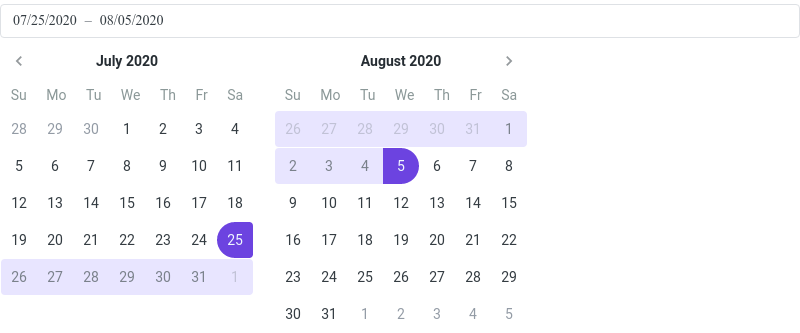 07/25/2020 – 08/05/2020
July 2020
Su Mo Tu We Th Fr Sa
28 29 30 1 2 3 4
5 6 7 8 9 10 11
12 13 14 15 16 17 18
19 20 21 22 23 24 25
26 27 28 29 30 31 1
August 2020
Su Mo Tu We Th Fr Sa
26 27 28 29 30 31 1
2 3 4 5 6 7 8
9 10 11 12 13 14 15
16 17 18 19 20 21 22
23 24 25 26 27 28 29
30 31 1 2 3 4 5